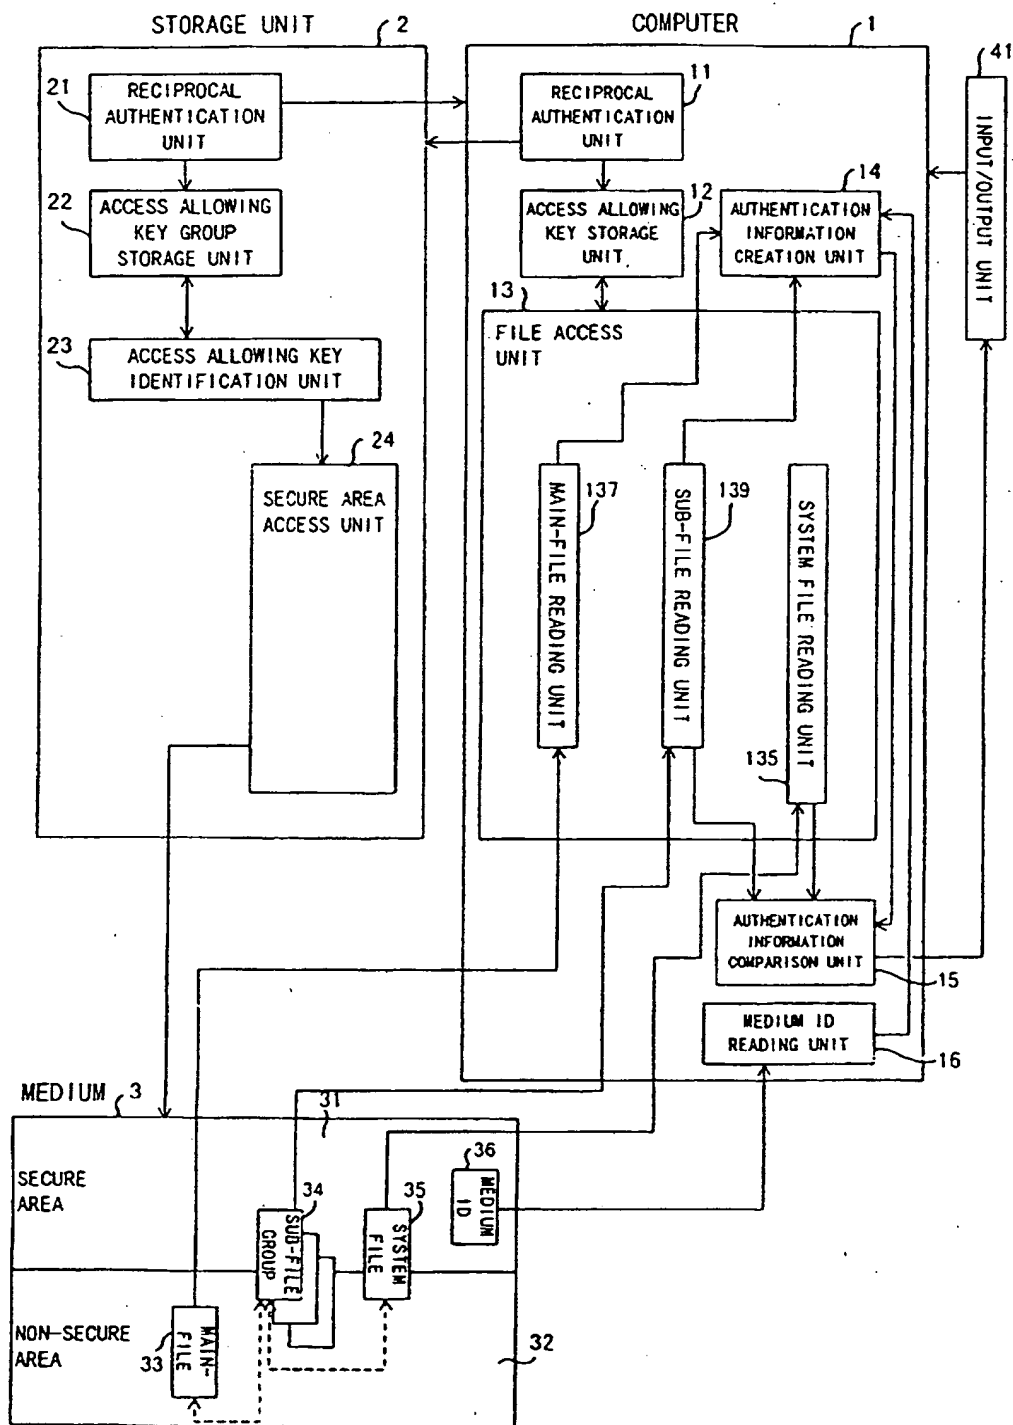 STORAGE UNIT
2
21
RECIPROCAL
AUTHENTICATION
UNIT
22
ACCESS ALLOWING
KEY GROUP
STORAGE UNIT
23
ACCESS ALLOWING KEY
IDENTIFICATION UNIT
24
SECURE AREA
ACCESS UNIT
COMPUTER
1
11
RECIPROCAL
AUTHENTICATION
UNIT
12
ACCESS ALLOWING
KEY STORAGE
UNIT
14
AUTHENTICATION
INFORMATION
CREATION UNIT
13
FILE ACCESS
UNIT
MAIN-FILE READING UNIT
137
SUB-FILE READING UNIT
139
SYSTEM FILE READING UNIT
135
AUTHENTICATION
INFORMATION
COMPARISON UNIT
15
MEDIUM ID
READING UNIT
16
41
INPUT/OUTPUT UNIT
MEDIUM
3
31
SECURE
AREA
34
SUB-FILE
GROUP
35
SYSTEM
FILE
36
MEDIUM
ID
NON-SECURE
AREA
33
MAIN-
FILE
32